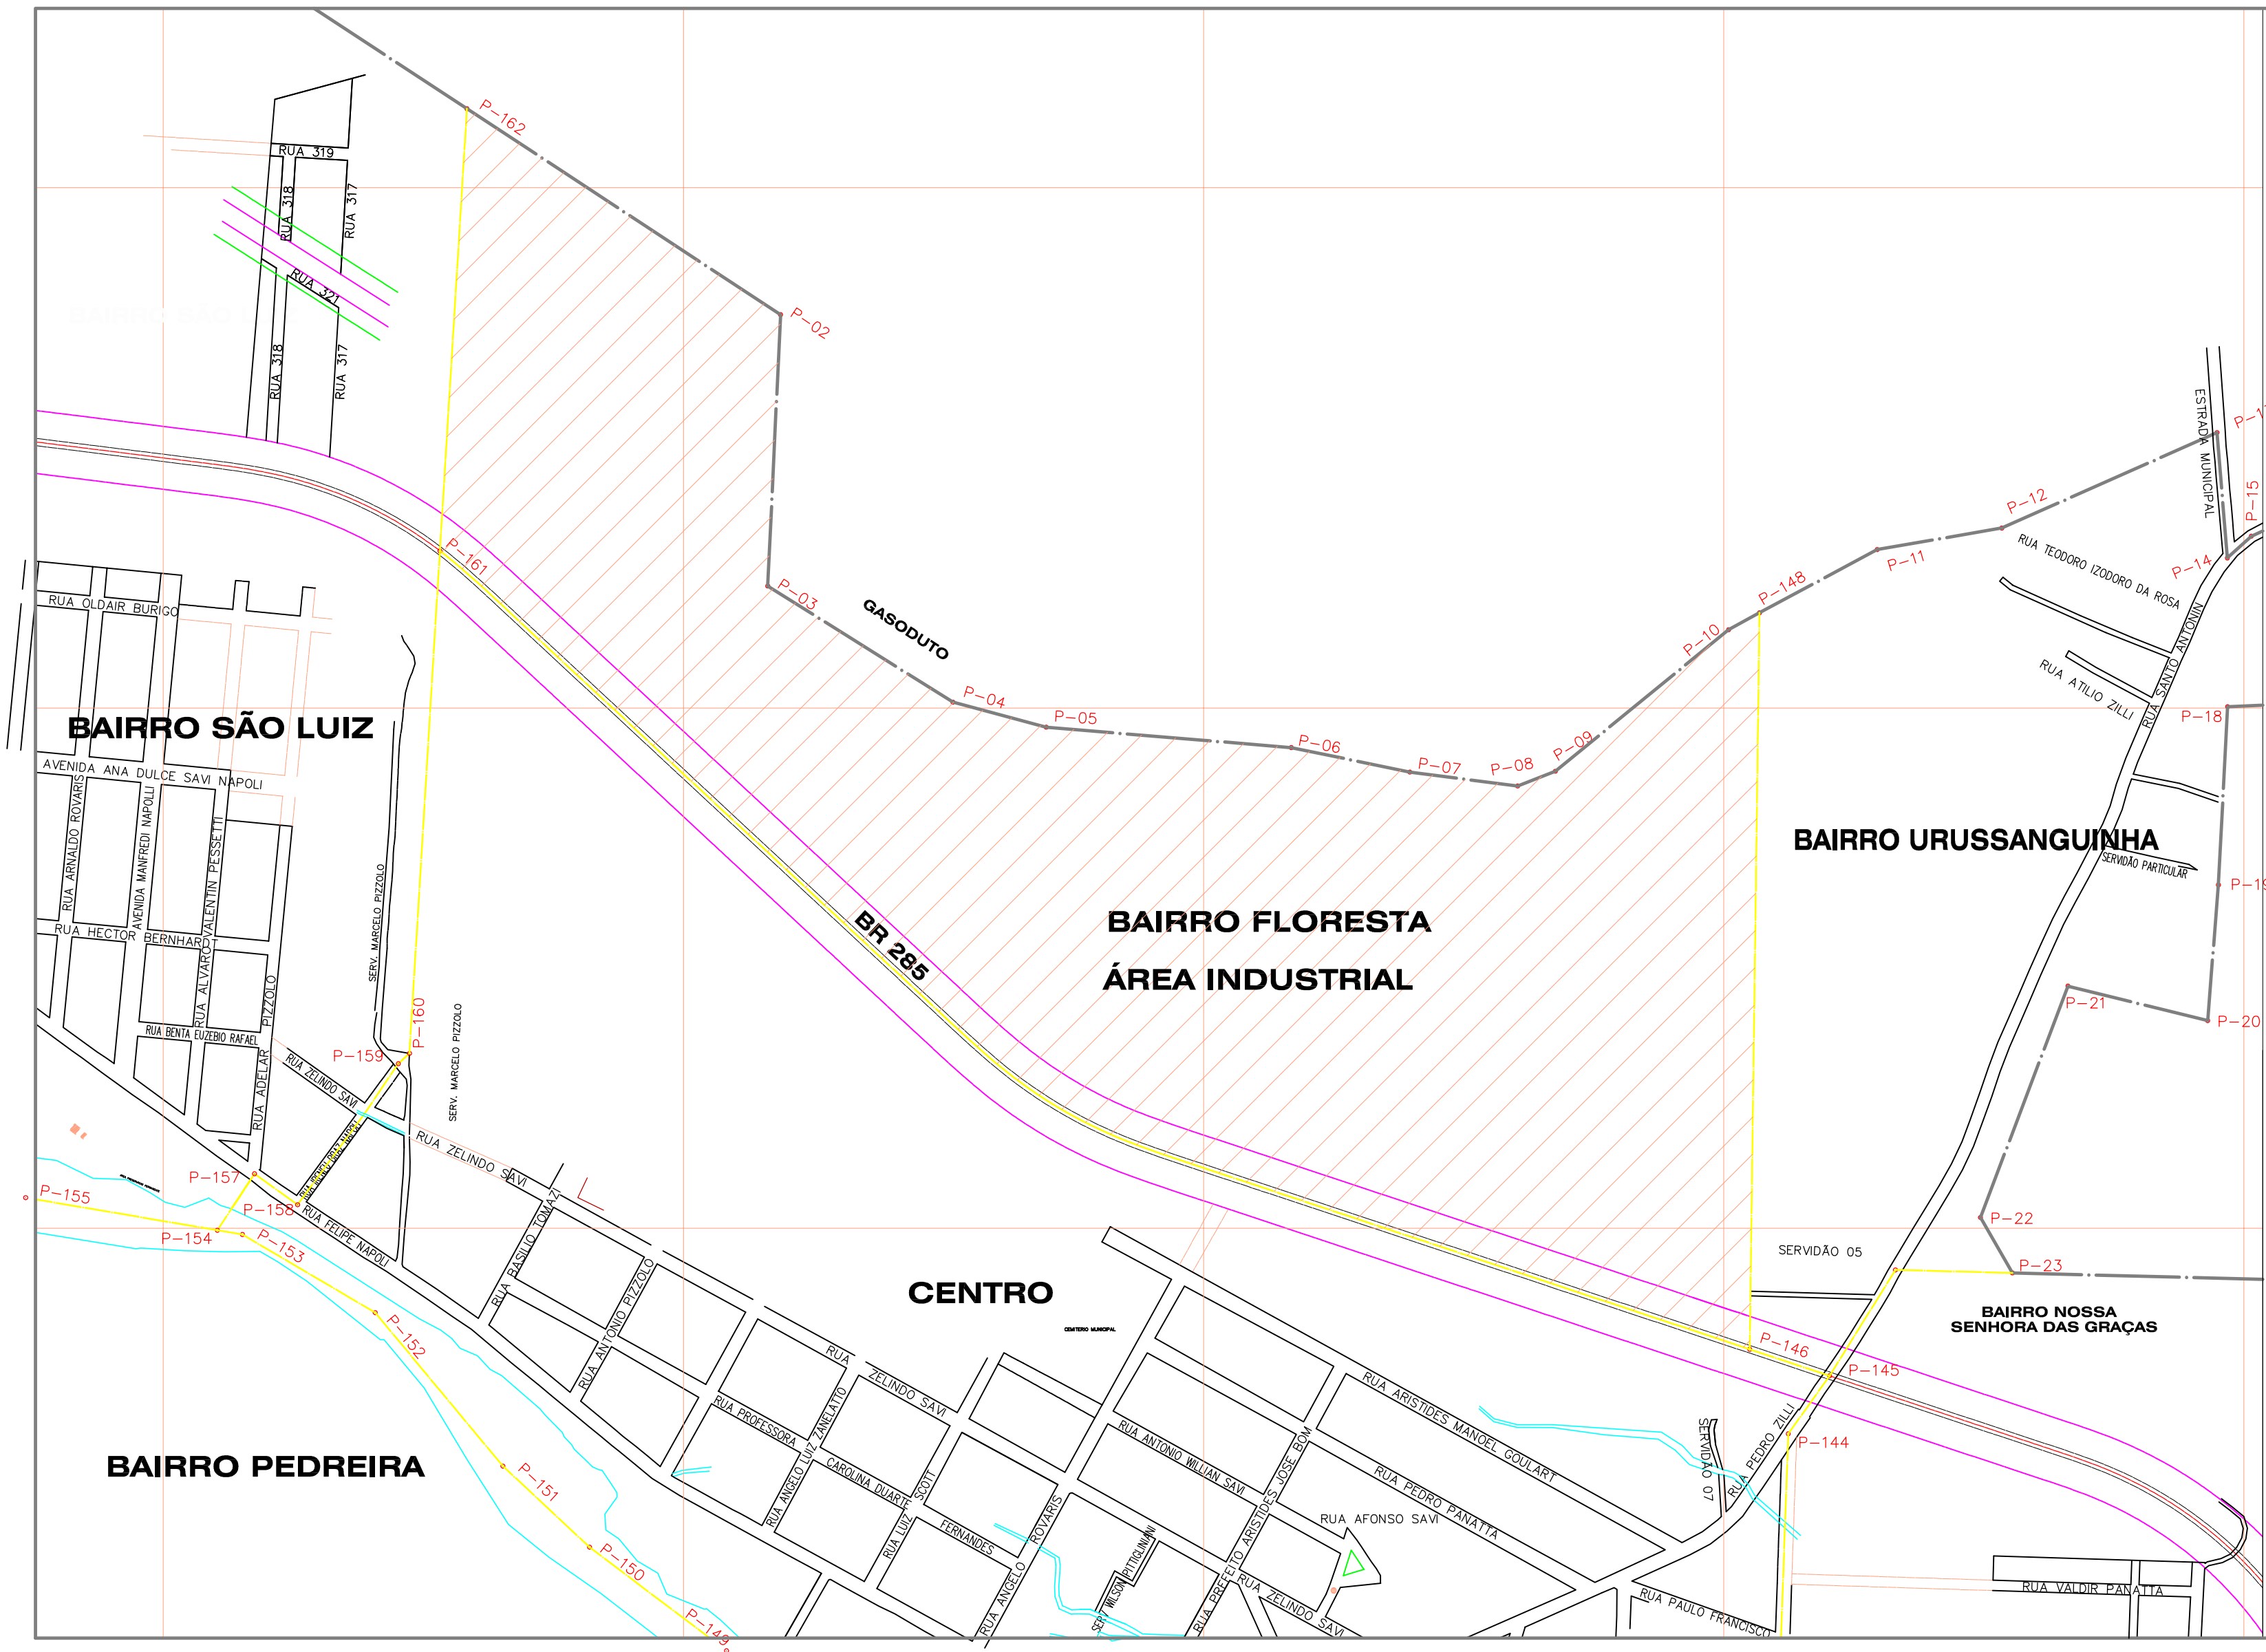 P-162
RUA 319
RUA 318
RUA 317
RUA 321
P-02
RUA 318
RUA 317
ESTRADA MUNICIPAL
P-12
P-15
P-161
P-11
P-14
RUA TEODORO IZODORO DA ROSA
P-148
P-03
RUA OLDAIR BURIGO
GASODUTO
P-10
RUA SANTO ANTONIN
RUA ATILIO ZILLI
P-04
P-18
BAIRRO SÃO LUIZ
P-05
P-06
P-09
P-07
P-08
AVENIDA ANA DULCE SAVI NAPOLI
RUA ARNALDO ROVARIS
AVENIDA MANFREDI NAPOLLI
RUA ALVARO VALENTIN PESSETTI
BAIRRO URUSSANGUINHA
SERVIDÃO PARTICULAR
P-19
SERV. MARCELO PIZZOLO
BAIRRO FLORESTA
BR 285
RUA HECTOR BERNHARDT
ÁREA INDUSTRIAL
P-21
P-20
RUA BENTA EUZEBIO RAFAEL
RUA ADELAR PIZZOLO
P-160
SERV. MARCELO PIZZOLO
P-159
RUA ZELINDO SAVI
RUA ZELINDO SAVI
P-157
P-155
P-158
RUA FELIPE NAPOLI
P-154
P-153
RUA BASILIO TOMAZI
P-22
SERVIDÃO 05
P-23
RUA ANTONIO PIZZOLO
CENTRO
CEMITERIO MUNICIPAL
BAIRRO NOSSA
SENHORA DAS GRAÇAS
P-152
P-146
P-145
RUA ZELINDO SAVI
RUA ARISTIDES MANOEL GOULART
RUA PROFESSORA CAROLINA DUARTE FERNANDES
RUA ANGELO LUIZ ZANELATTO
RUA ANTONIO WILLIAN SAVI
RUA PEDRO ZILLI
P-144
SERVIDÃO 07
BAIRRO PEDREIRA
P-151
RUA LUIZ SCOTT
RUA PEDRO PANATTA
RUA AFONSO SAVI
RUA ANGELO ROVARIS
SERV WILSON PITTIGLINIANI
RUA PREFEITO ARISTIDES JOSE BOM
P-150
RUA ZELINDO SAVI
RUA VALDIR PANATTA
RUA PAULO FRANCISCO
P-149